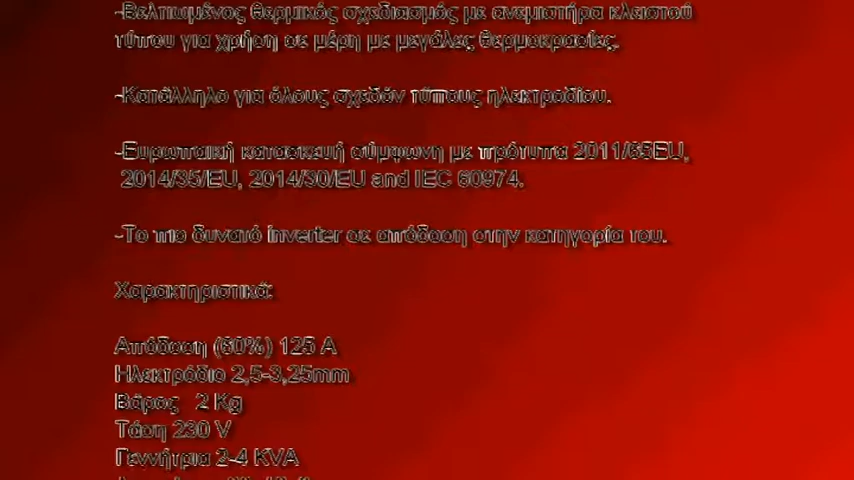 -Βελτιωμένος θερμικός σχεδιασμός με ανεμιστήρα κλειστού
τύπου για χρήση σε μέρη με μεγάλες θερμοκρασίες.
-Κατάλληλο για όλους σχεδόν τύπους ηλεκτροδίου.
-Ευρωπαική κατασκευή σύμφωνη με πρότυπα 2011/65EU,
2014/35/EU, 2014/30/EU and IEC 60974.
-Το πιο δυνατό inverter σε απόδοση στην κατηγορία του.
Χαρακτηριστικά:
Απόδοση (60%) 125 Α
Ηλεκτρόδιο 2,5-3,25mm
Βάρος 2 Kg
Τάση 230 V
Γεννήτρια 3-4 KVA